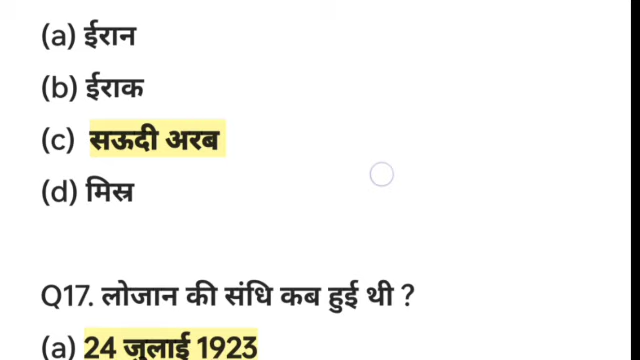 (a) ईरान
(b) ईराक
(c) सऊदी अरब
(d) मिस्र
Q17. लोजान की संधि कब हुई थी ?
(a) 24 जुलाई 1923